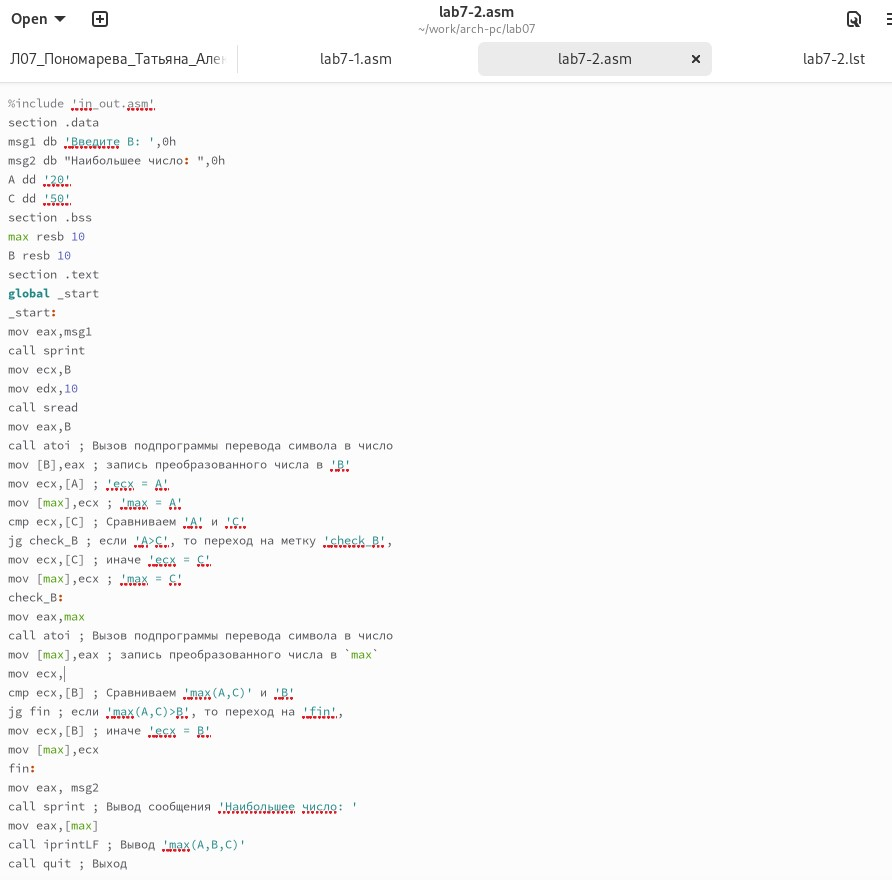 Open
lab7-2.asm
~/work/arch-pc/lab07
Л07_Пономарева_Татьяна_Алек
lab7-1.asm
lab7-2.asm
lab7-2.lst
%include 'in_out.asm'
section .data
msg1 db 'Введите B: ',0h
msg2 db "Наибольшее число: ",0h
A dd '20'
C dd '50'
section .bss
max resb 10
B resb 10
section .text
global _start
_start:
mov eax,msg1
call sprint
mov ecx,B
mov edx,10
call sread
mov eax,B
call atoi ; Вызов подпрограммы перевода символа в число
mov [B],eax ; запись преобразованного числа в 'B'
mov ecx,[A] ; 'ecx = A'
mov [max],ecx ; 'max = A'
cmp ecx,[C] ; Сравниваем 'A' и 'C'
jg check_B ; если 'A>C', то переход на метку 'check_B',
mov ecx,[C] ; иначе 'ecx = C'
mov [max],ecx ; 'max = C'
check_B:
mov eax,max
call atoi ; Вызов подпрограммы перевода символа в число
mov [max],eax ; запись преобразованного числа в `max`
mov ecx,
cmp ecx,[B] ; Сравниваем 'max(A,C)' и 'B'
jg fin ; если 'max(A,C)>B', то переход на 'fin',
mov ecx,[B] ; иначе 'ecx = B'
mov [max],ecx
fin:
mov eax, msg2
call sprint ; Вывод сообщения 'Наибольшее число: '
mov eax,[max]
call iprintLF ; Вывод 'max(A,B,C)'
call quit ; Выход